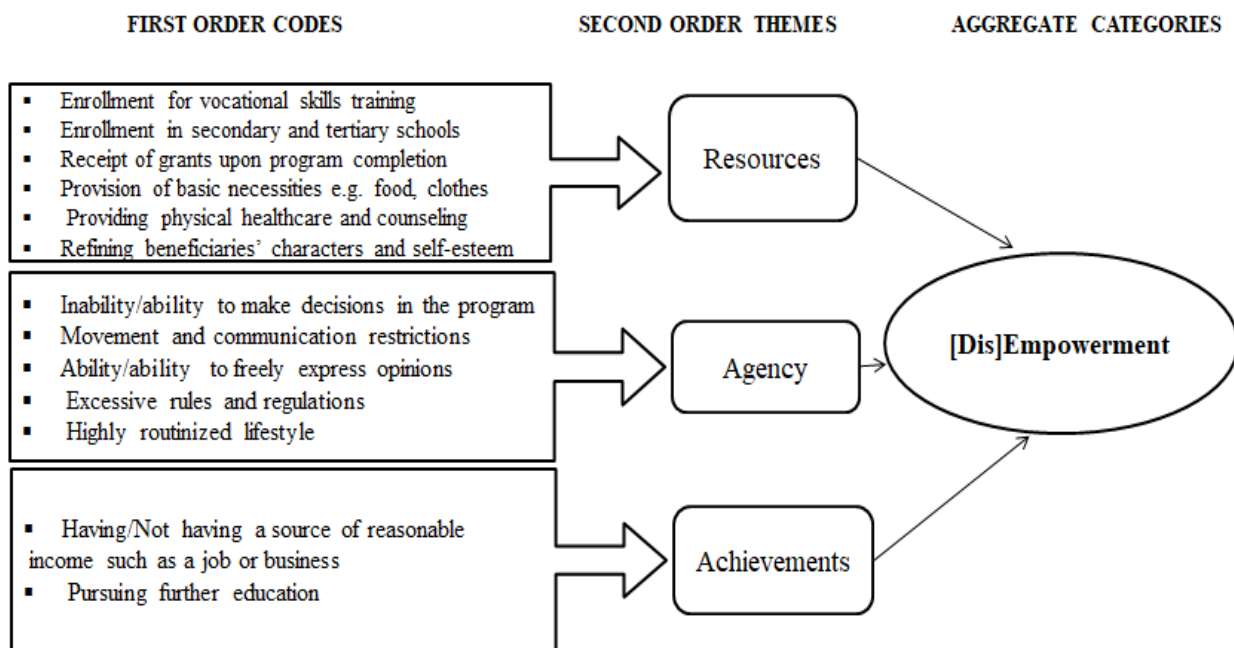 FIRST ORDER CODES
SECOND ORDER THEMES
AGGREGATE CATEGORIES
▪ Enrollment for vocational skills training
▪ Enrollment in secondary and tertiary schools
▪ Receipt of grants upon program completion
▪ Provision of basic necessities e.g. food, clothes
▪ Providing physical healthcare and counseling
▪ Refining beneficiaries’ characters and self-esteem
Resources
▪ Inability/ability to make decisions in the program
▪ Movement and communication restrictions
▪ Ability/ability to freely express opinions
▪ Excessive rules and regulations
▪ Highly routinized lifestyle
Agency
▪ Having/Not having a source of reasonable
income such as a job or business
▪ Pursuing further education
Achievements
[Dis]Empowerment